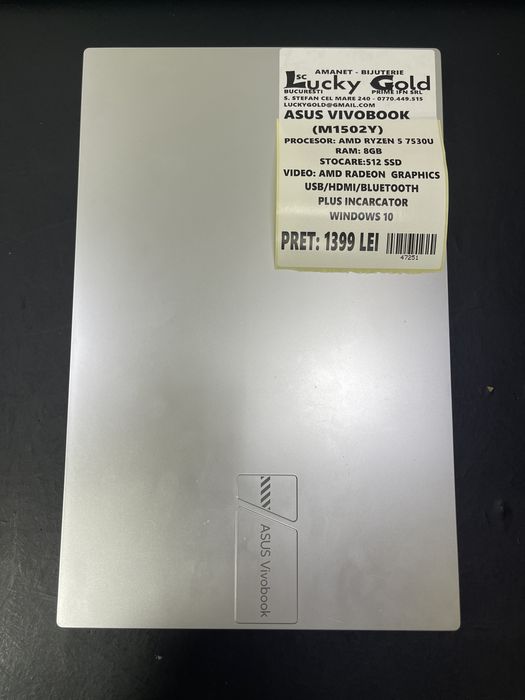 AMANET - BIJUTERIE
SC Lucky Gold
BUCURESTI PRIME IFN SRL
S. STEFAN CEL MARE 240 - 0770.449.515
LUCKYGOLD@GMAIL.COM
ASUS VIVOBOOK
(M1502Y)
PROCESOR: AMD RYZEN 5 7530U
RAM: 8GB
STOCARE:512 SSD
VIDEO: AMD RADEON GRAPHICS
USB/HDMI/BLUETOOTH
PLUS INCARCATOR
WINDOWS 10
PRET: 1399 LEI
47251
ASUS Vivobook